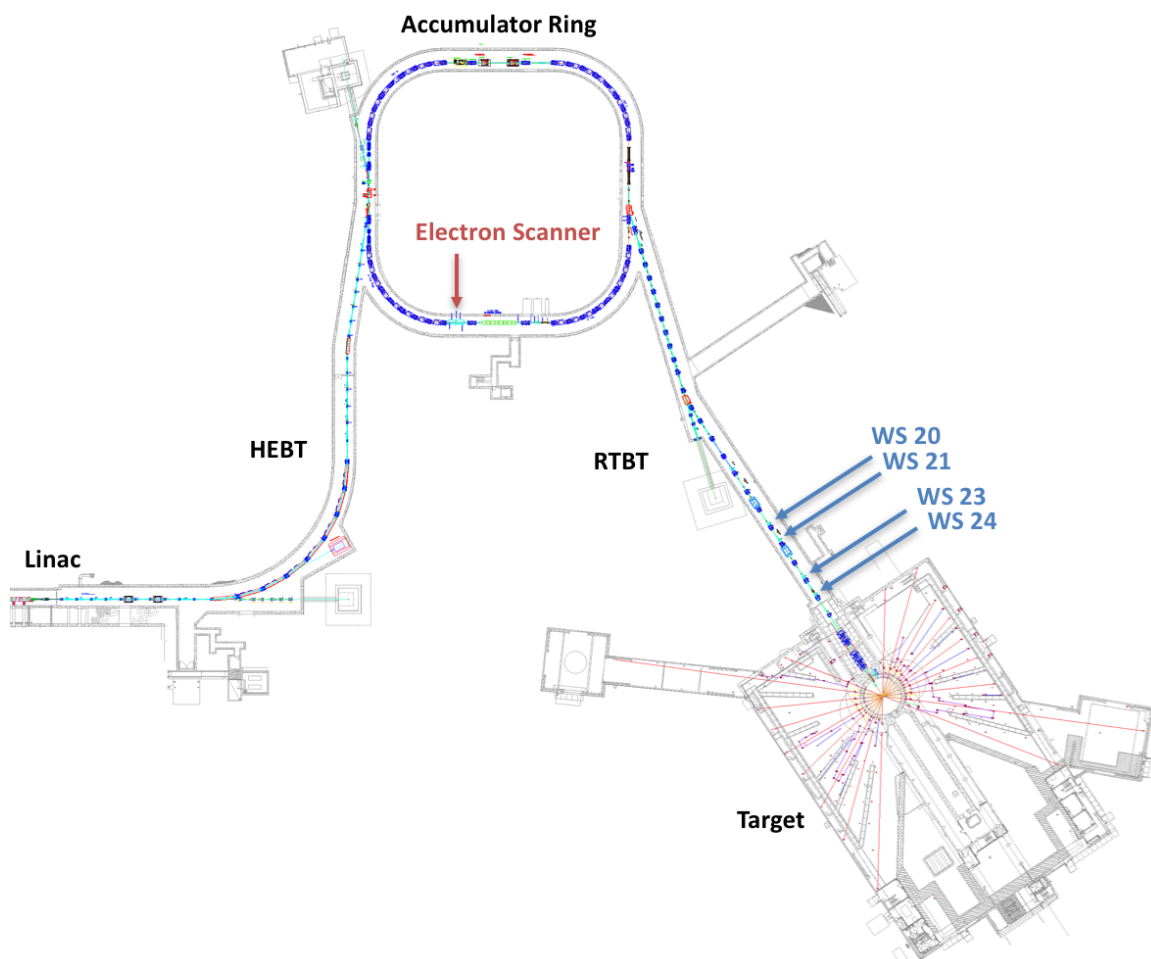 Accumulator Ring
Electron Scanner
HEBT
RTBT
WS 20
WS 21
WS 23
WS 24
Linac
Target